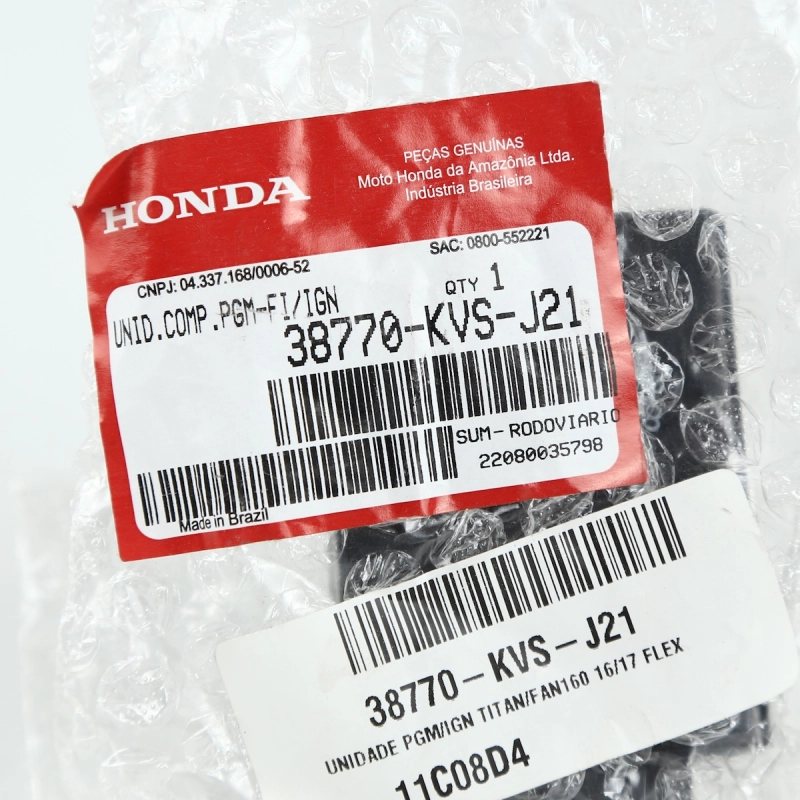 PEÇAS GENUÍNAS
Moto Honda da Amazônia Ltda.
Indústria Brasileira
HONDA
SAC: 0800-552221
CNPJ: 04.337.168/0006-52
QTY 1
UNID.COMP.PGM-FI/IGN
38770-KVS-J21
SUM-RODOVIARIO
22080035798
Made in Brazil
38770-KVS-J21
UNIDADE PGM/IGN TITAN/FAN160 16/17 FLEX
11C08D4